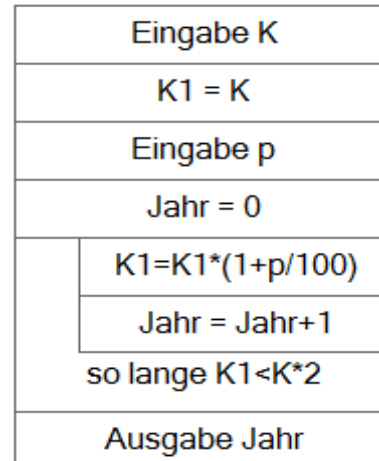 Eingabe K
K1 = K
Eingabe p
Jahr = 0
K1=K1*(1+p/100)
Jahr = Jahr+1
so lange K1<K*2
Ausgabe Jahr